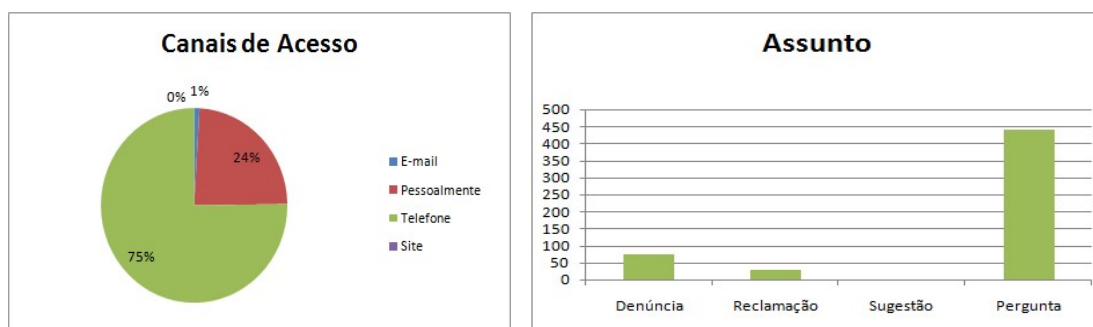 Canais de Acesso
0%
1%
24%
75%
E-mail
Pessoalmente
Telefone
Site
Assunto
500
450
400
350
300
250
200
150
100
50
0
Denúncia Reclamação Sugestão Pergunta